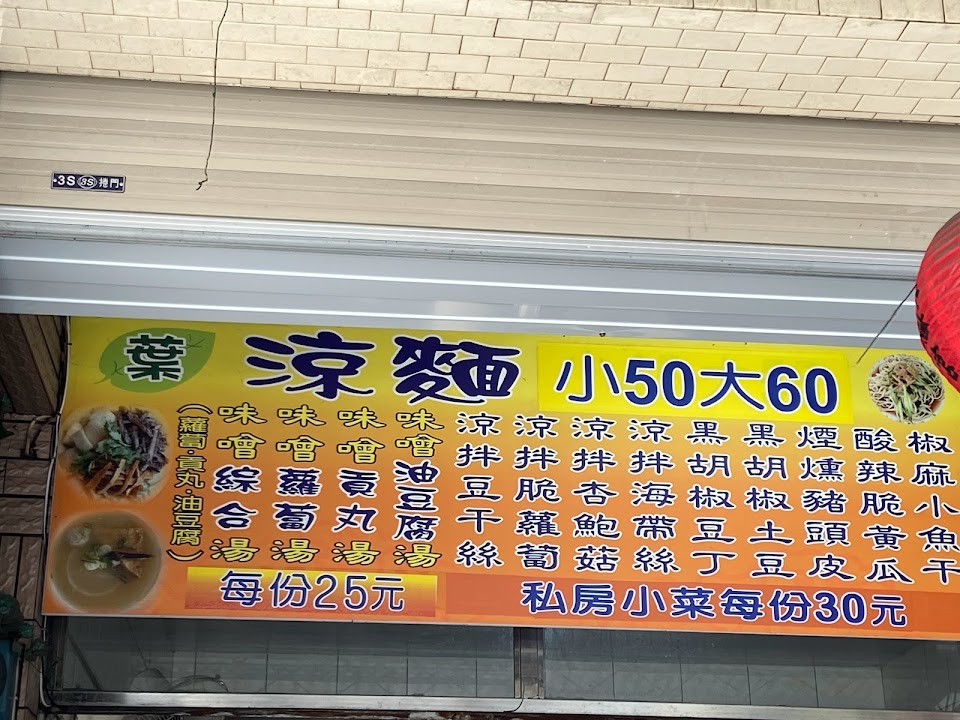 3S 3S 捲門
葉
涼麵
小50大60
椒麻小魚干
酸辣脆黃瓜
煙燻豬頭皮
黑胡椒土豆
黑胡椒豆丁
涼拌海帶絲
涼拌杏鮑菇
涼拌脆蘿蔔
涼拌豆干絲
味噌油豆腐湯
味噌貢丸湯
味噌蘿蔔湯
味噌綜合湯
(蘿蔔·貢丸·油豆腐)
每份25元
私房小菜每份30元